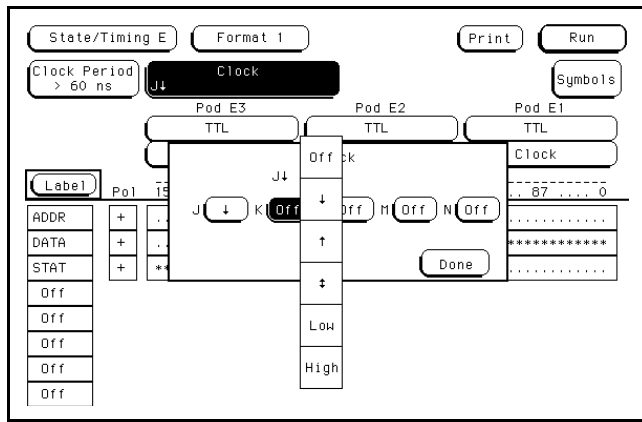 State/Timing E Format 1 Print Run
Clock Period > 60 ns
Clock J↓
Symbols
Pod E3 Pod E2 Pod E1
TTL TTL TTL
Clock
J↓
Label Pol 15 .. 87 .... 0
J ↓ K Off Off M Off N Off
Off
↓
↑
↕
Low
High
Done
ADDR + ............
DATA + ************
STAT + ** ............
Off
Off
Off
Off
Off